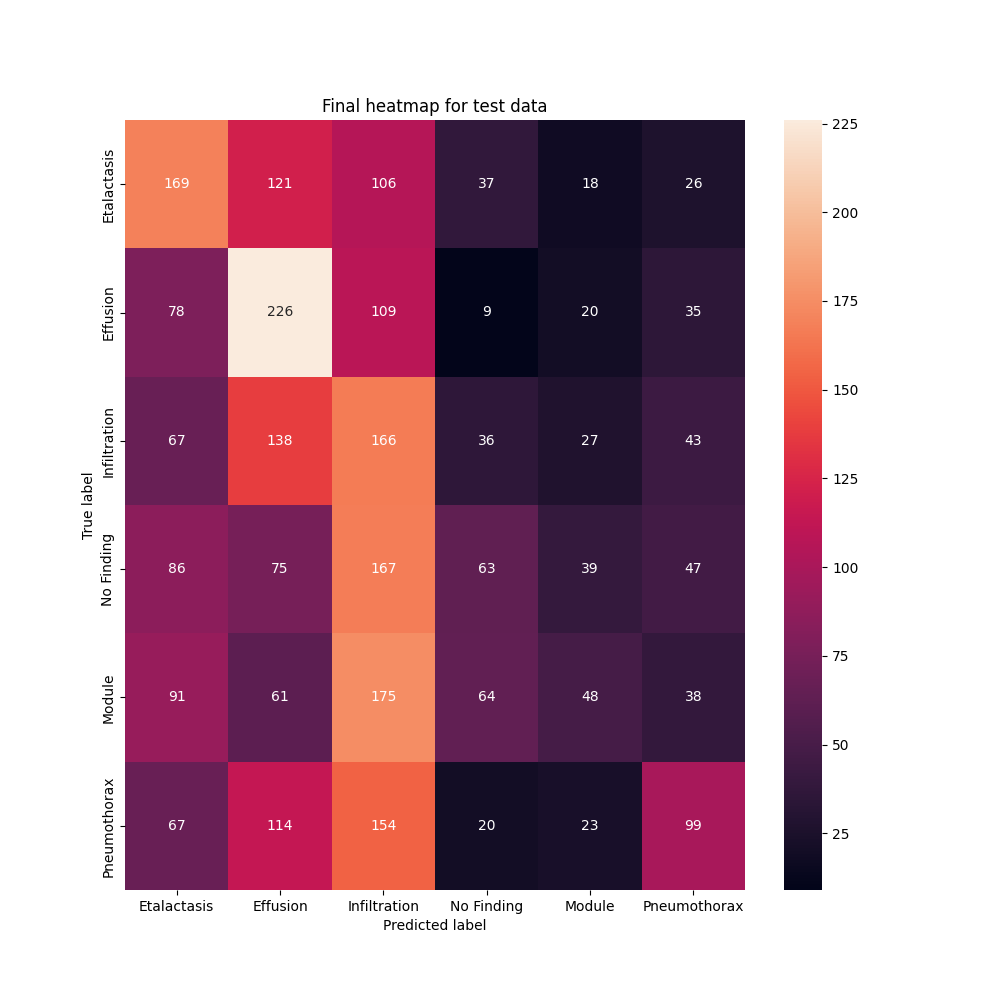 Final heatmap for test data
True label
Etalactasis 169 121 106 37 18 26
Effusion 78 226 109 9 20 35
Infiltration 67 138 166 36 27 43
No Finding 86 75 167 63 39 47
Module 91 61 175 64 48 38
Pneumothorax 67 114 154 20 23 99
Etalactasis Effusion Infiltration No Finding Module Pneumothorax
Predicted label
225
200
175
150
125
100
75
50
25